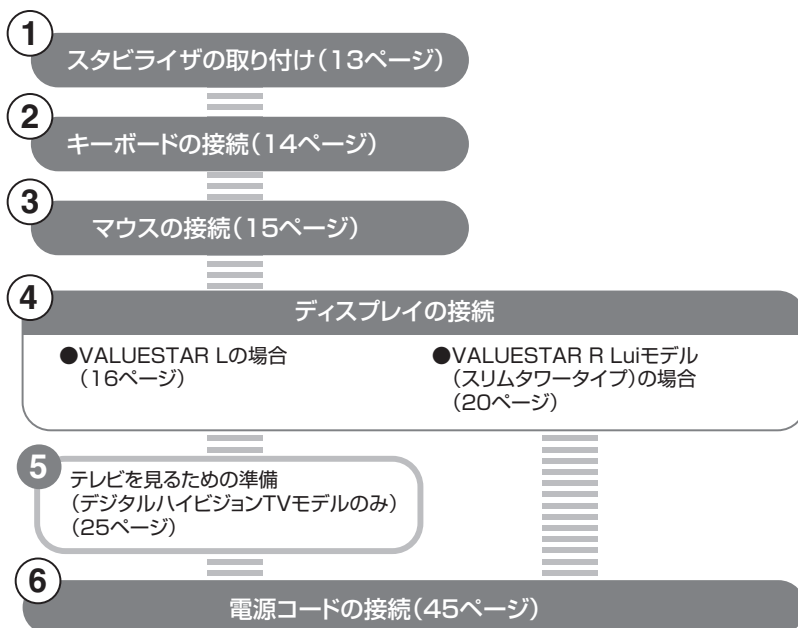 1
スタビライザの取り付け(13ページ)
2
キーボードの接続(14ページ)
3
マウスの接続(15ページ)
4
ディスプレイの接続
●VALUESTAR Lの場合
(16ページ)
●VALUESTAR R Luiモデル
(スリムタワータイプ)の場合
(20ページ)
5
テレビを見るための準備
(デジタルハイビジョンTVモデルのみ)
(25ページ)
6
電源コードの接続(45ページ)